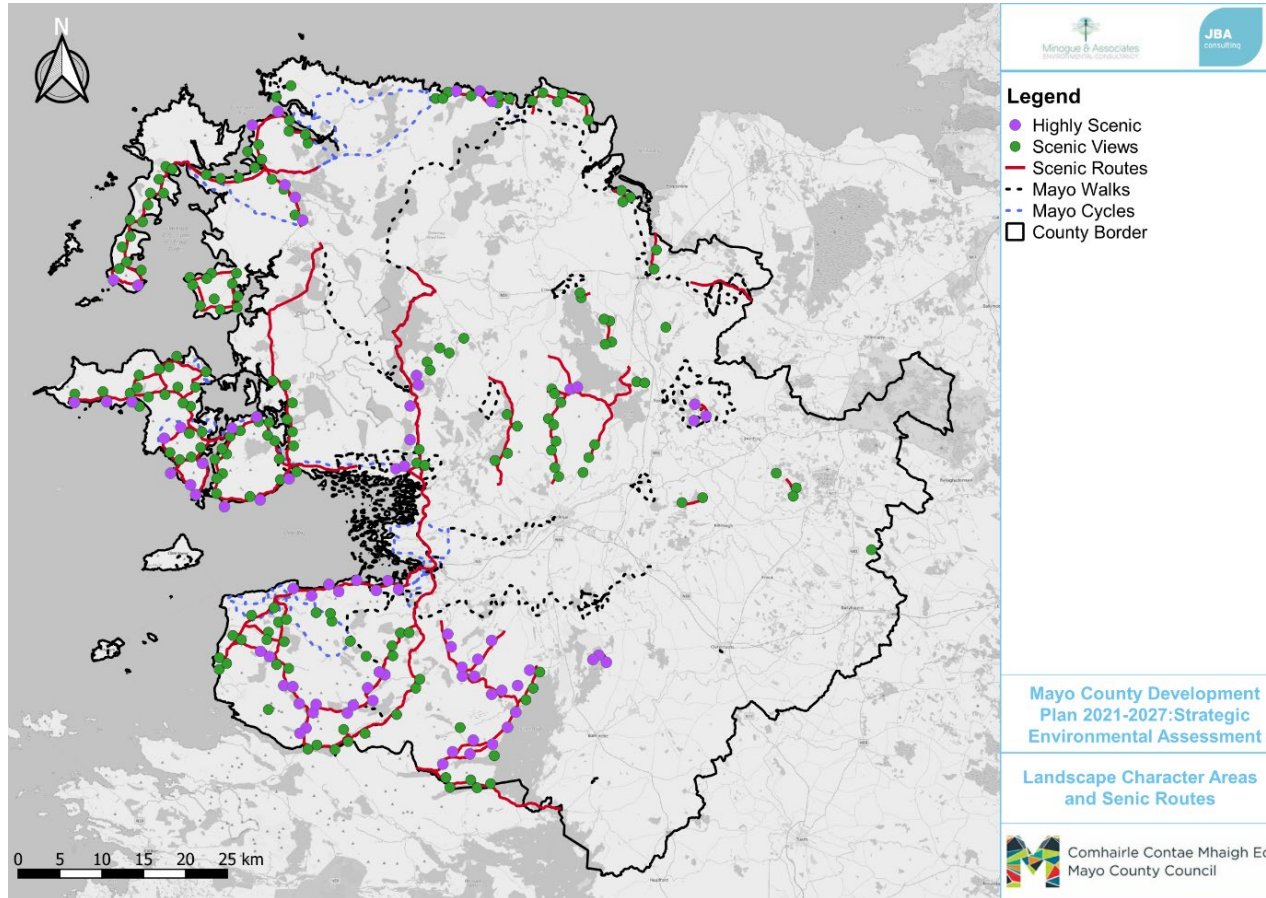 N
Minogue & Associates
ENVIRONMENTAL CONSULTANCY
JBA
consulting
Legend
Highly Scenic
Scenic Views
Scenic Routes
Mayo Walks
Mayo Cycles
County Border
Mayo County Development
Plan 2021-2027:Strategic
Environmental Assessment
Landscape Character Areas
and Senic Routes
Comhairle Contae Mhaigh Eo
Mayo County Council
0 5 10 15 20 25 km